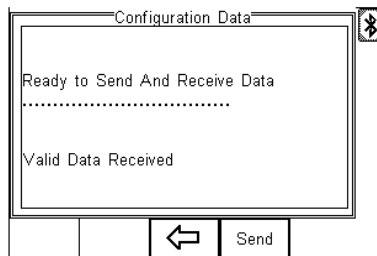 Configuration Data
Ready to Send And Receive Data
..................................
Valid Data Received
Send